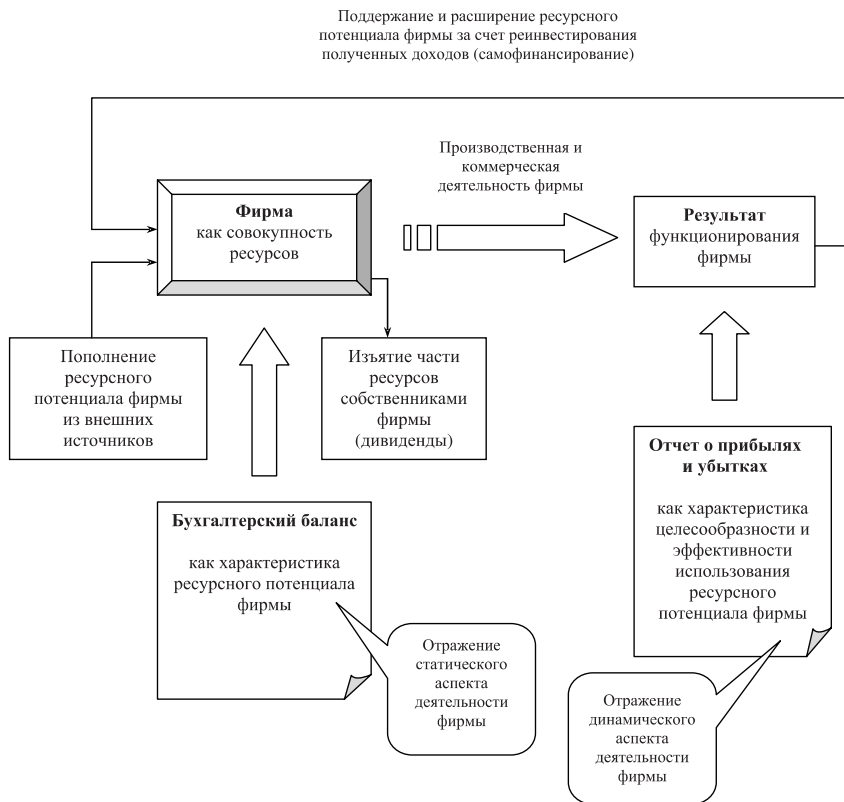 Поддержание и расширение ресурсного
потенциала фирмы за счет реинвестирования
полученных доходов (самофинансирование)
Производственная и
коммерческая
деятельность фирмы
Фирма
как совокупность
ресурсов
Результат
функционирования
фирмы
Пополнение
ресурсного
потенциала фирмы
из внешних
источников
Изъятие части
ресурсов
собственниками
фирмы
(дивиденды)
Отчет о прибылях
и убытках
как характеристика
целесообразности и
эффективности
использования
ресурсного
потенциала фирмы
Бухгалтерский баланс
как характеристика
ресурсного потенциала
фирмы
Отражение
статического
аспекта
деятельности
фирмы
Отражение
динамического
аспекта
деятельности
фирмы